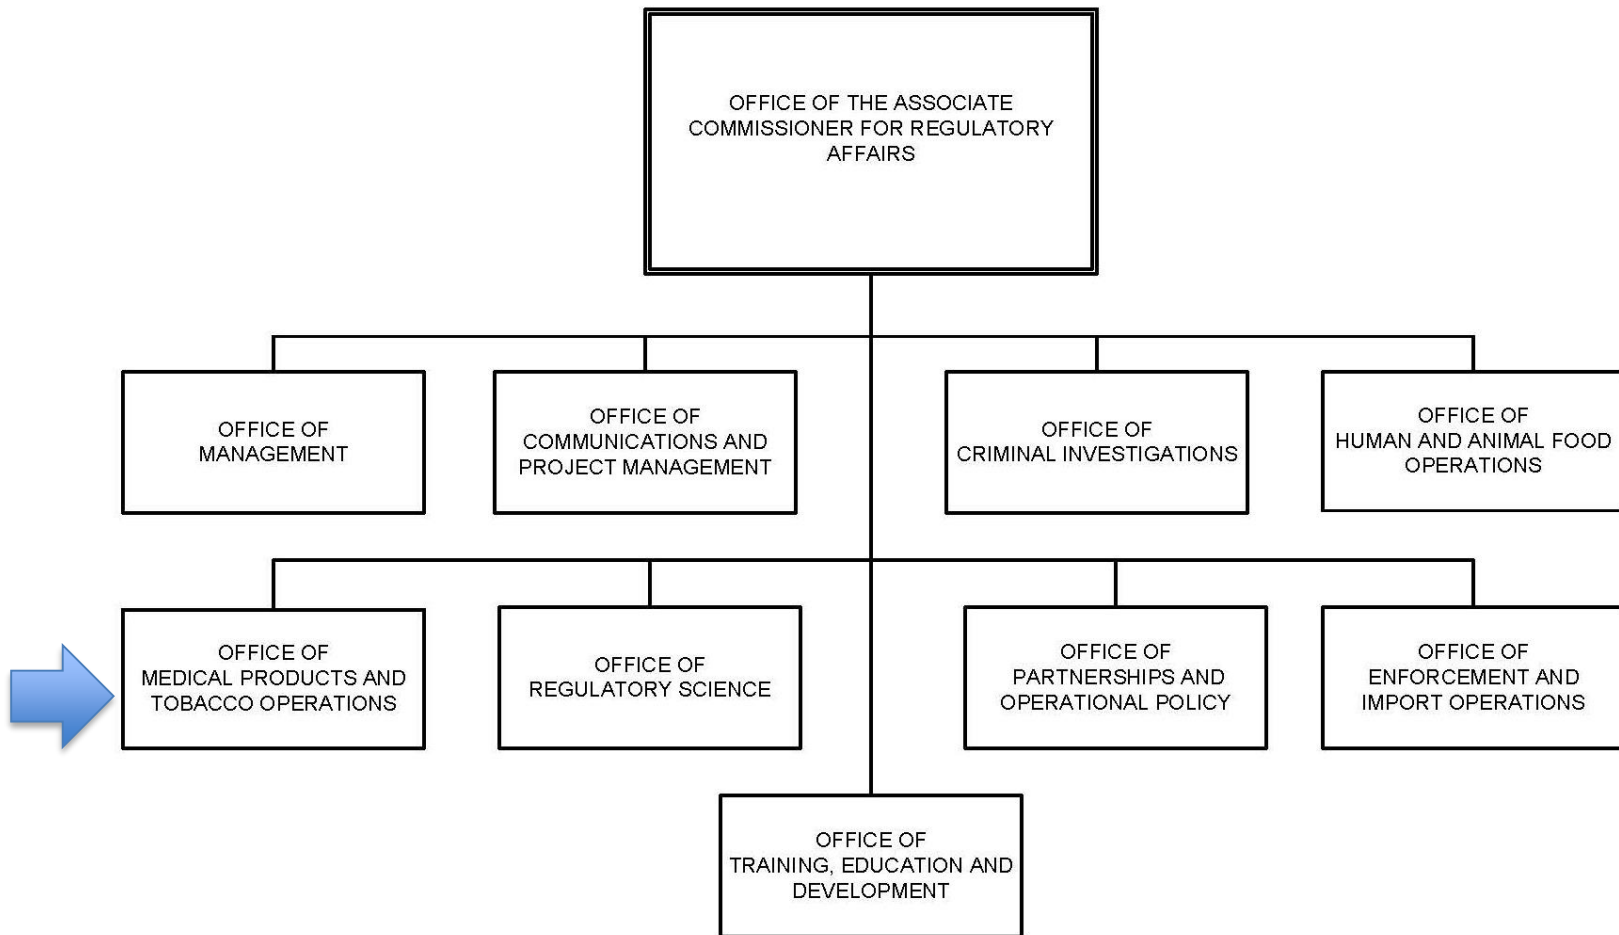 OFFICE OF THE ASSOCIATE
COMMISSIONER FOR REGULATORY
AFFAIRS
OFFICE OF
MANAGEMENT
OFFICE OF
COMMUNICATIONS AND
PROJECT MANAGEMENT
OFFICE OF
CRIMINAL INVESTIGATIONS
OFFICE OF
HUMAN AND ANIMAL FOOD
OPERATIONS
OFFICE OF
MEDICAL PRODUCTS AND
TOBACCO OPERATIONS
OFFICE OF
REGULATORY SCIENCE
OFFICE OF
PARTNERSHIPS AND
OPERATIONAL POLICY
OFFICE OF
ENFORCEMENT AND
IMPORT OPERATIONS
OFFICE OF
TRAINING, EDUCATION AND
DEVELOPMENT